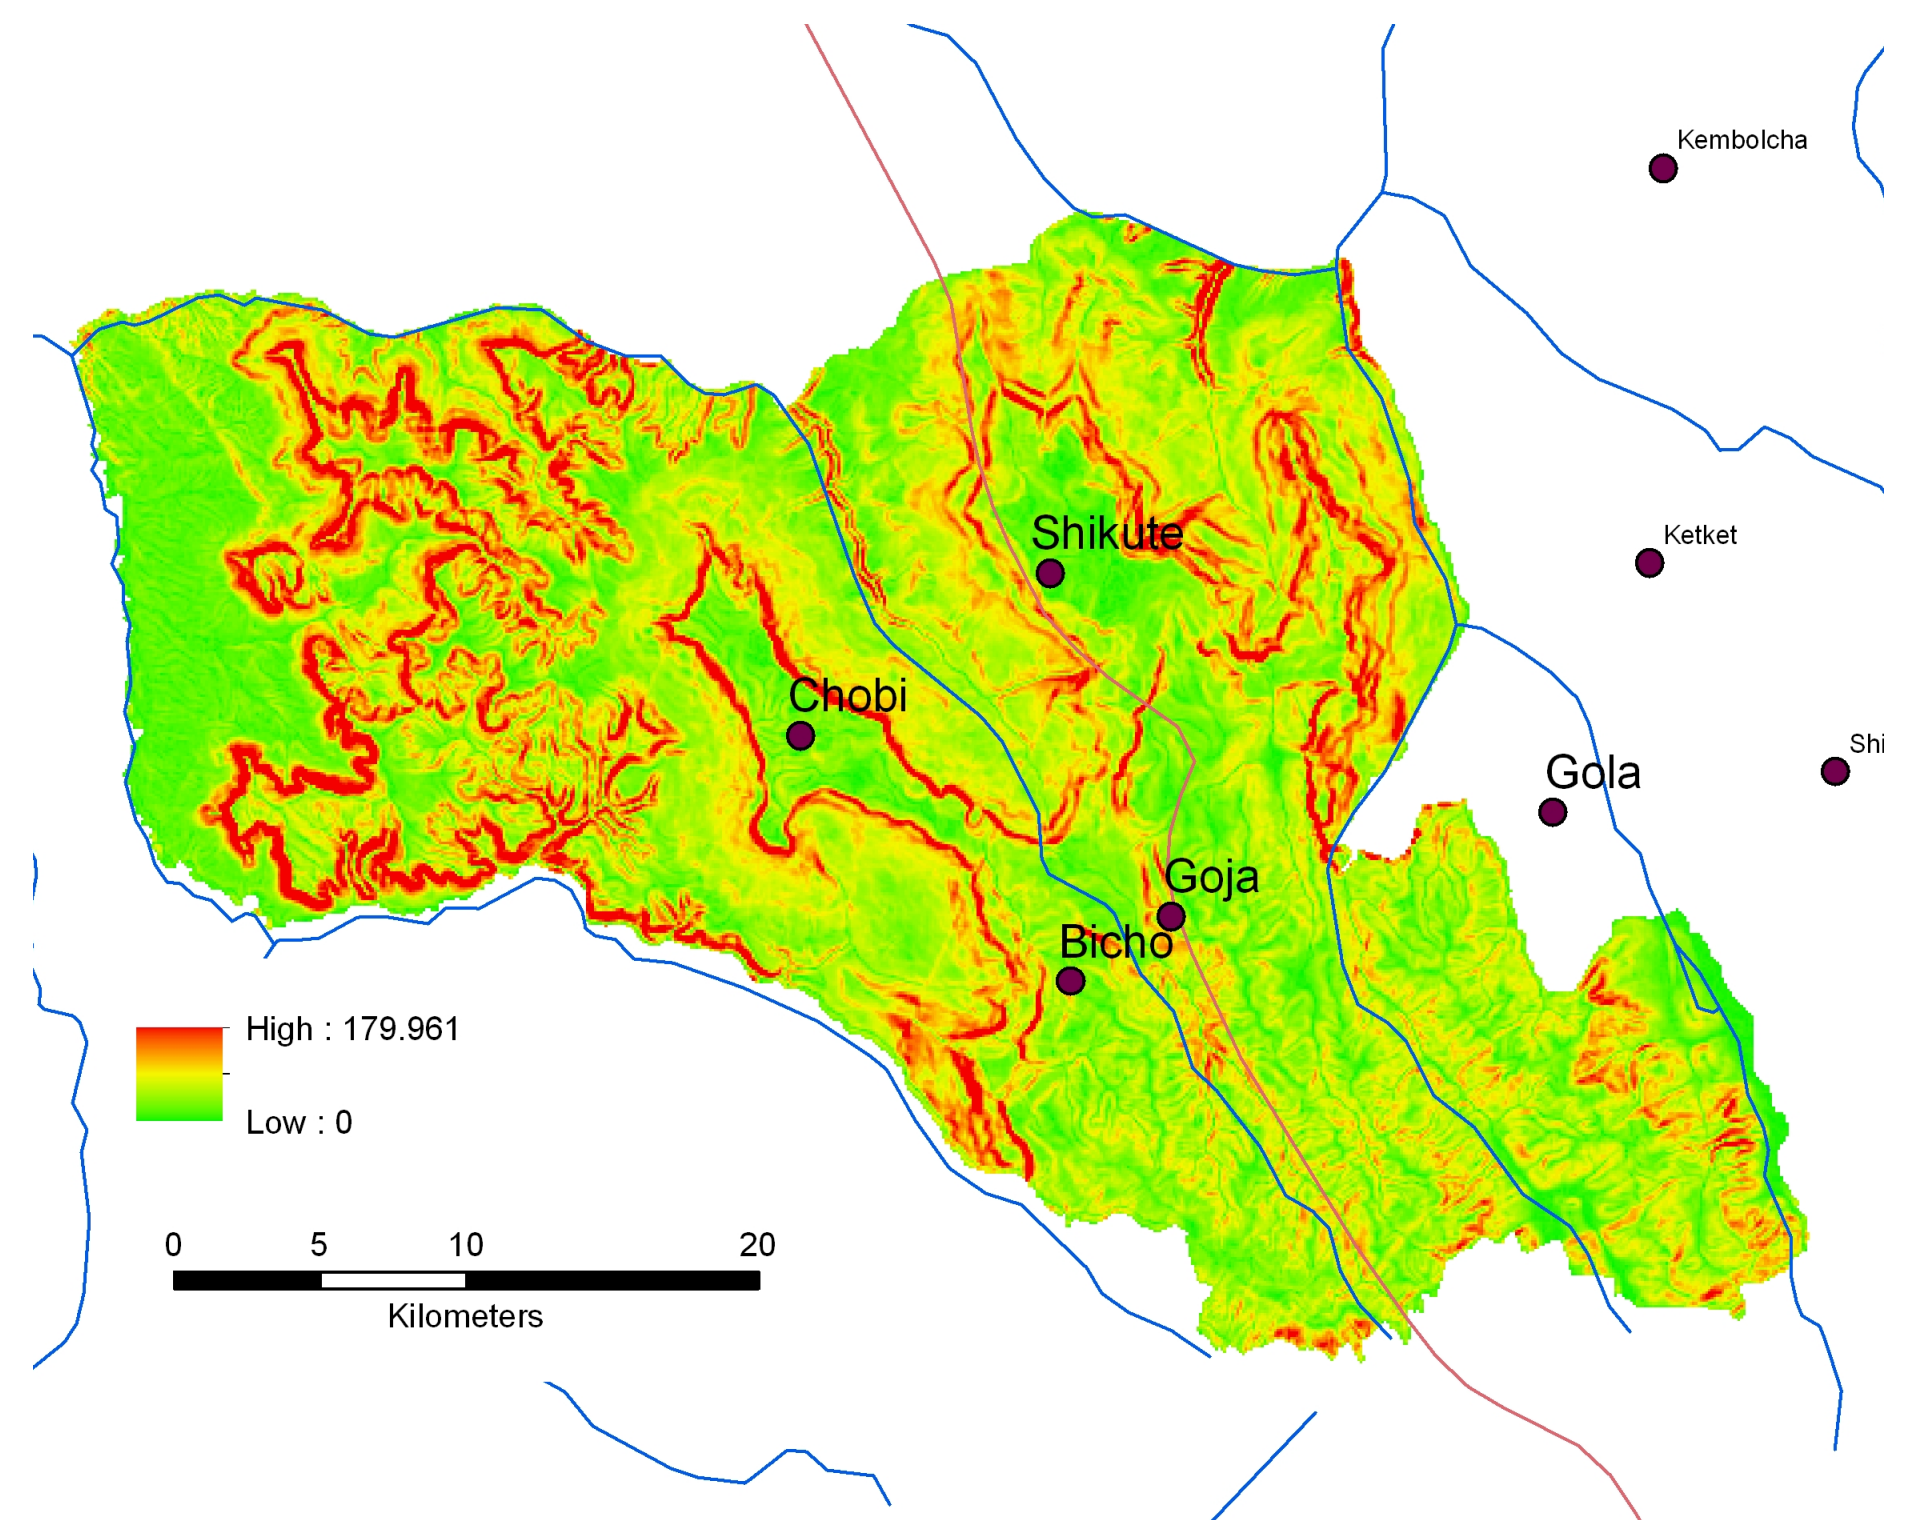 Kembolcha
Shikute
Ketket
Chobi
Shi
Gola
Goja
Bicho
High : 179.961
Low : 0
0 5 10 20
Kilometers